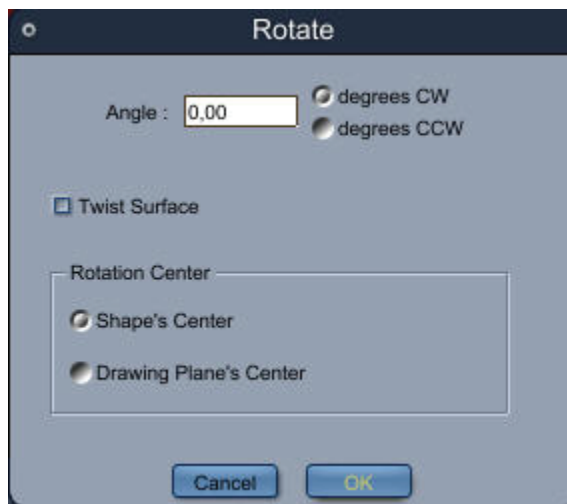 Rotate
Angle : 0,00
degrees CW
degrees CCW
Twist Surface
Rotation Center
Shape's Center
Drawing Plane's Center
Cancel OK